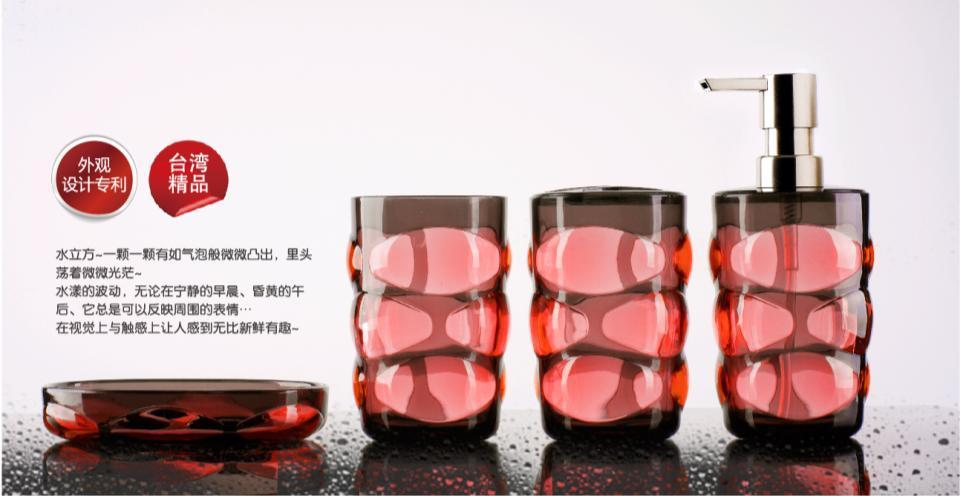 外观
设计专利
台湾
精品
水立方~一颗一颗有如气泡般微微凸出，里头
荡着微微光茫~
水漾的波动，无论在宁静的早晨、昏黄的午
后、它总是可以反映周围的表情…
在视觉上与触感上让人感到无比新鲜有趣~